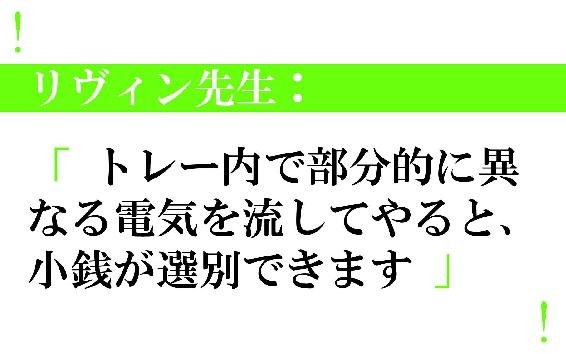 !
リヴィン先生：
「 トレー内で部分的に異
なる電気を流してやると、
小銭が選別できます 」
!